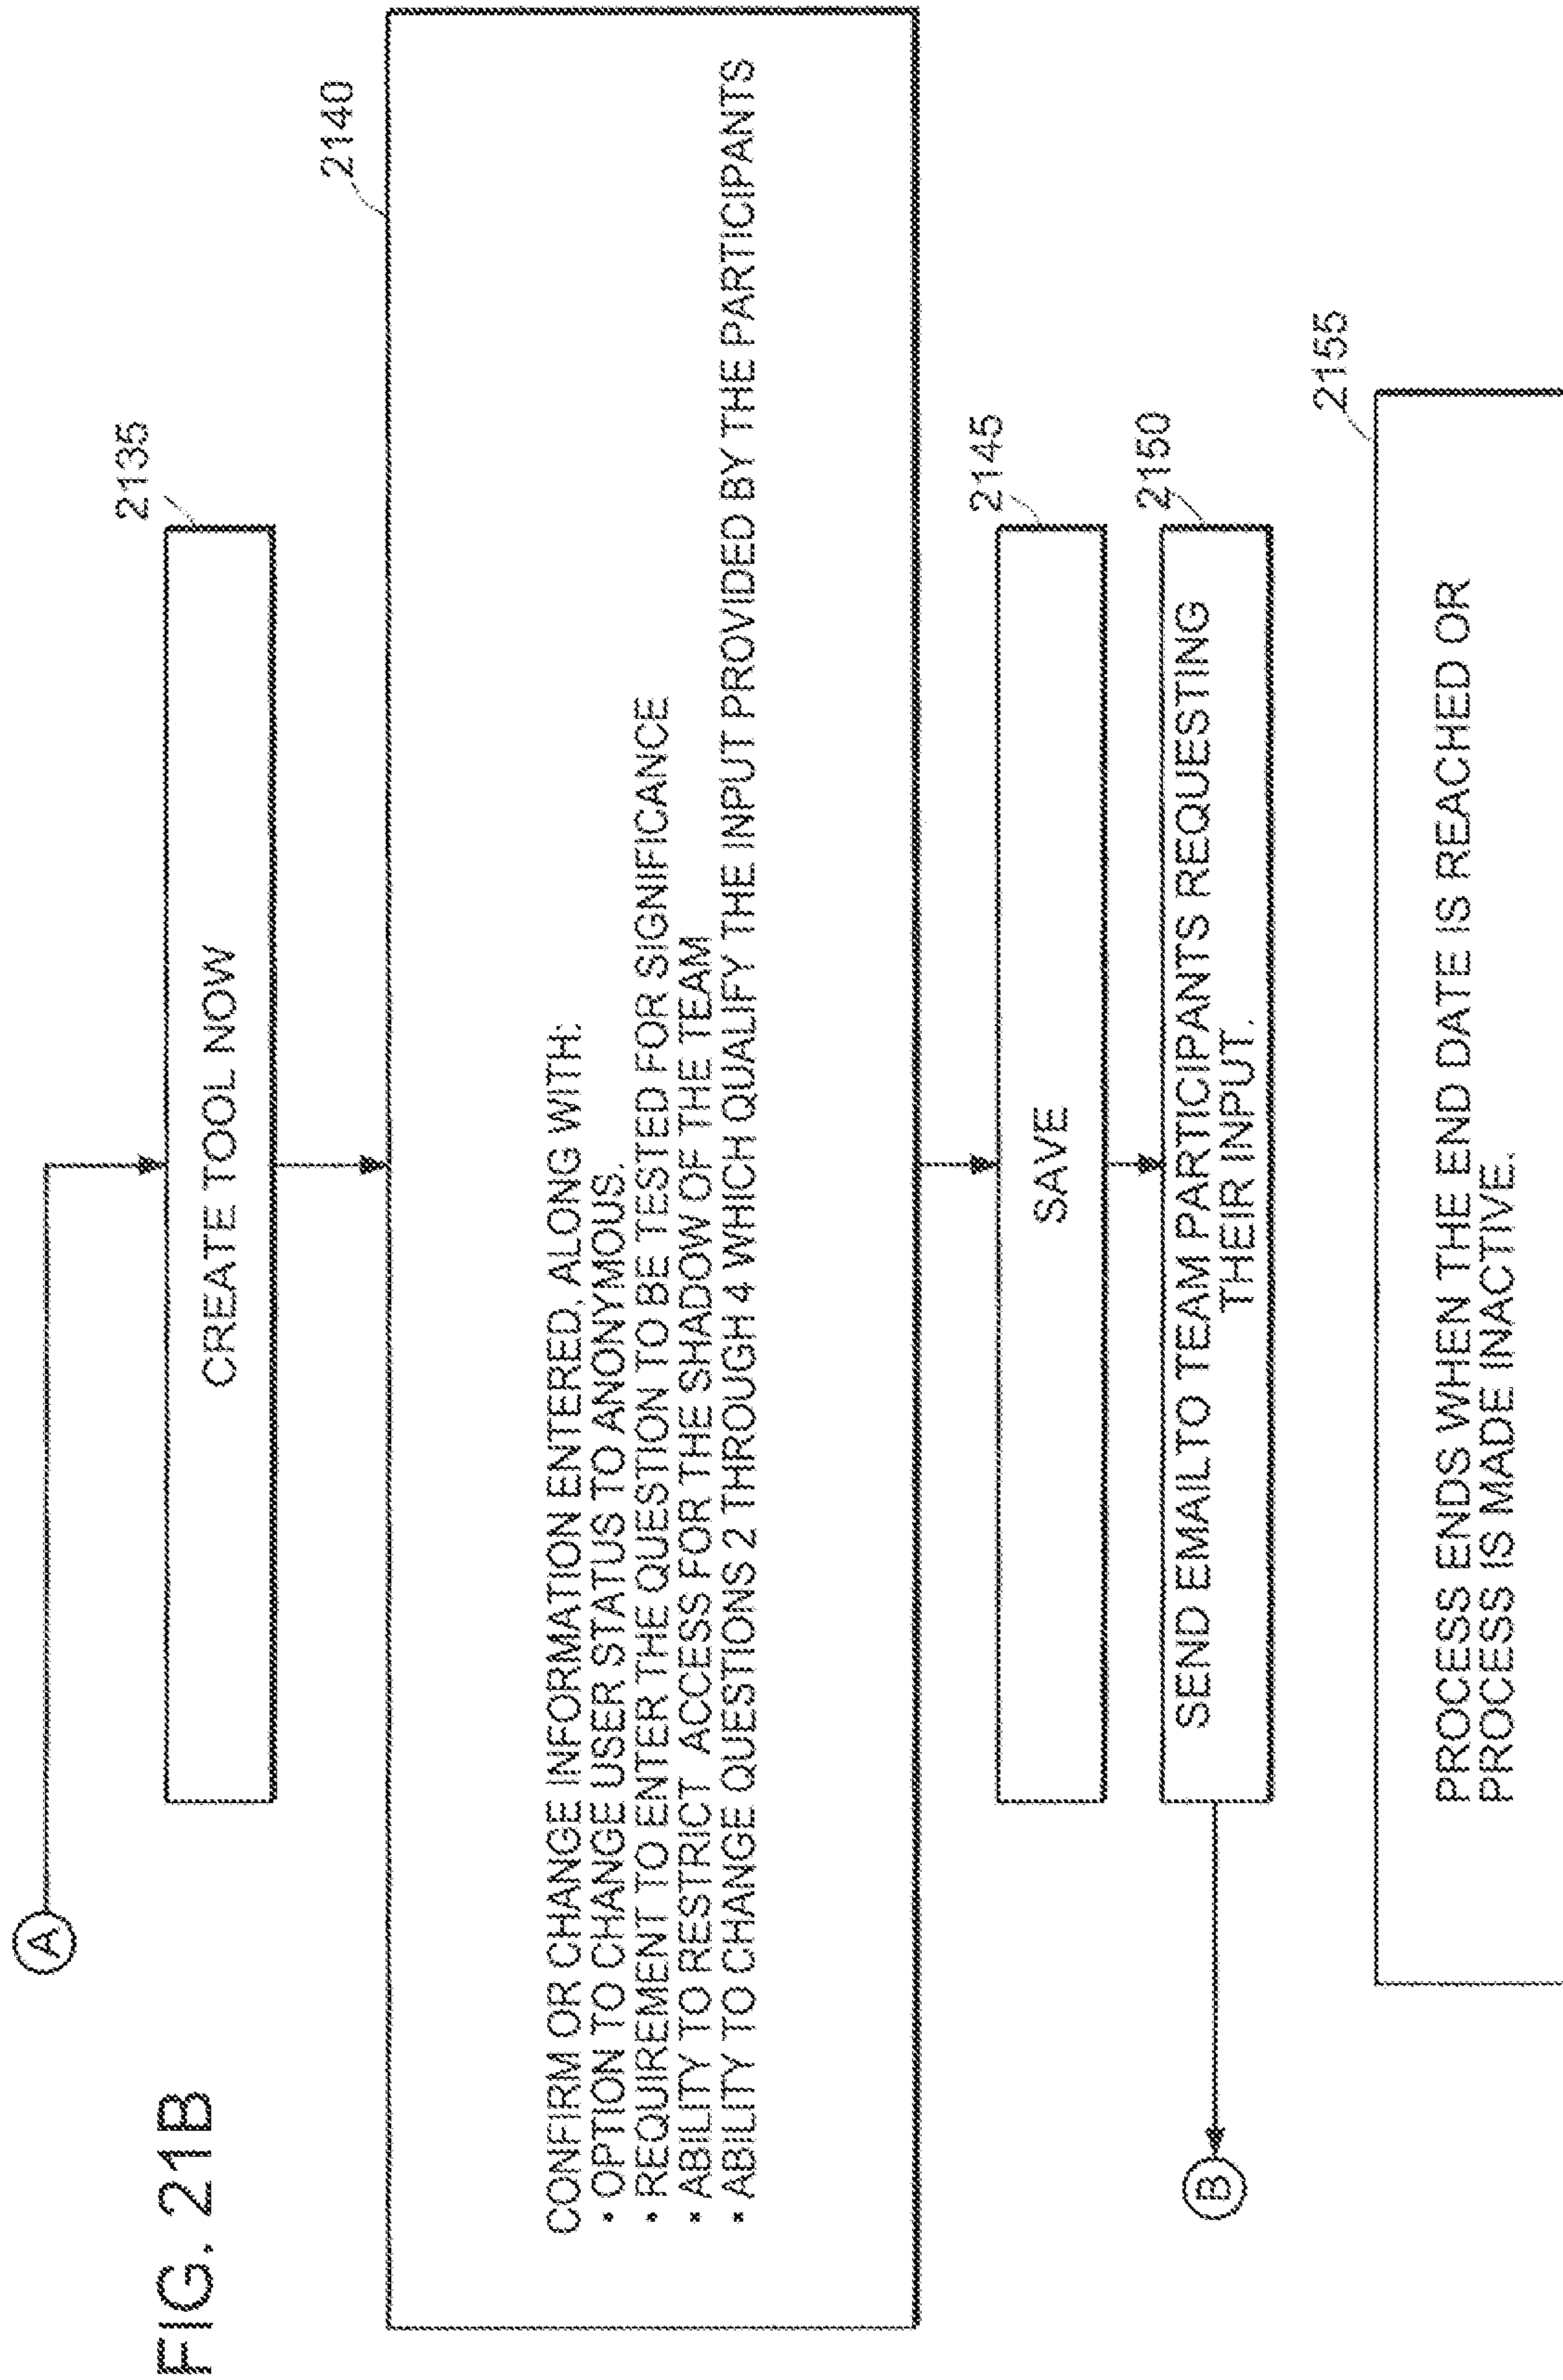 FIG. 21B
A
2135
CREATE TOOL NOW
2140
CONFIRM OR CHANGE INFORMATION ENTERED, ALONG WITH:
• OPTION TO CHANGE USER STATUS TO ANONYMOUS.
• REQUIREMENT TO ENTER THE QUESTION TO BE TESTED FOR SIGNIFICANCE
• ABILITY TO RESTRICT ACCESS FOR THE SHADOW OF THE TEAM
• ABILITY TO CHANGE QUESTIONS 2 THROUGH 4 WHICH QUALIFY THE INPUT PROVIDED BY THE PARTICIPANTS
2145
SAVE
2150
SEND EMAIL TO TEAM PARTICIPANTS REQUESTING
THEIR INPUT.
B
2155
PROCESS ENDS WHEN THE END DATE IS REACHED OR
PROCESS IS MADE INACTIVE.